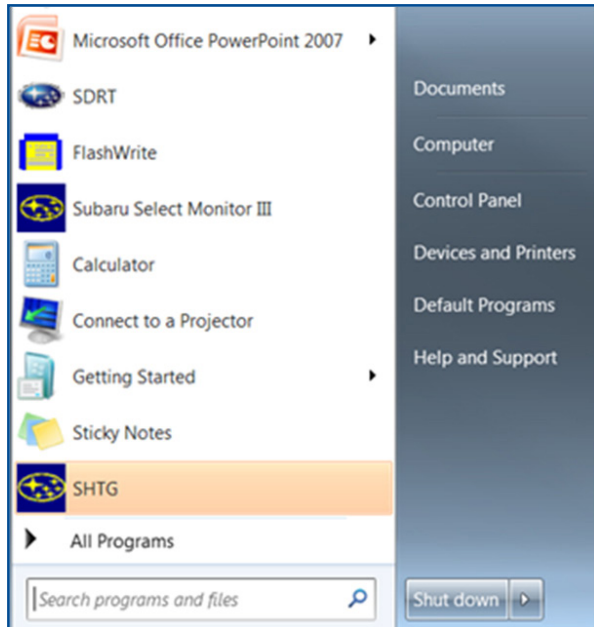 Microsoft Office PowerPoint 2007
SDRT
FlashWrite
Subaru Select Monitor III
Calculator
Connect to a Projector
Getting Started
Sticky Notes
SHTG
All Programs
Search programs and files
Documents
Computer
Control Panel
Devices and Printers
Default Programs
Help and Support
Shut down